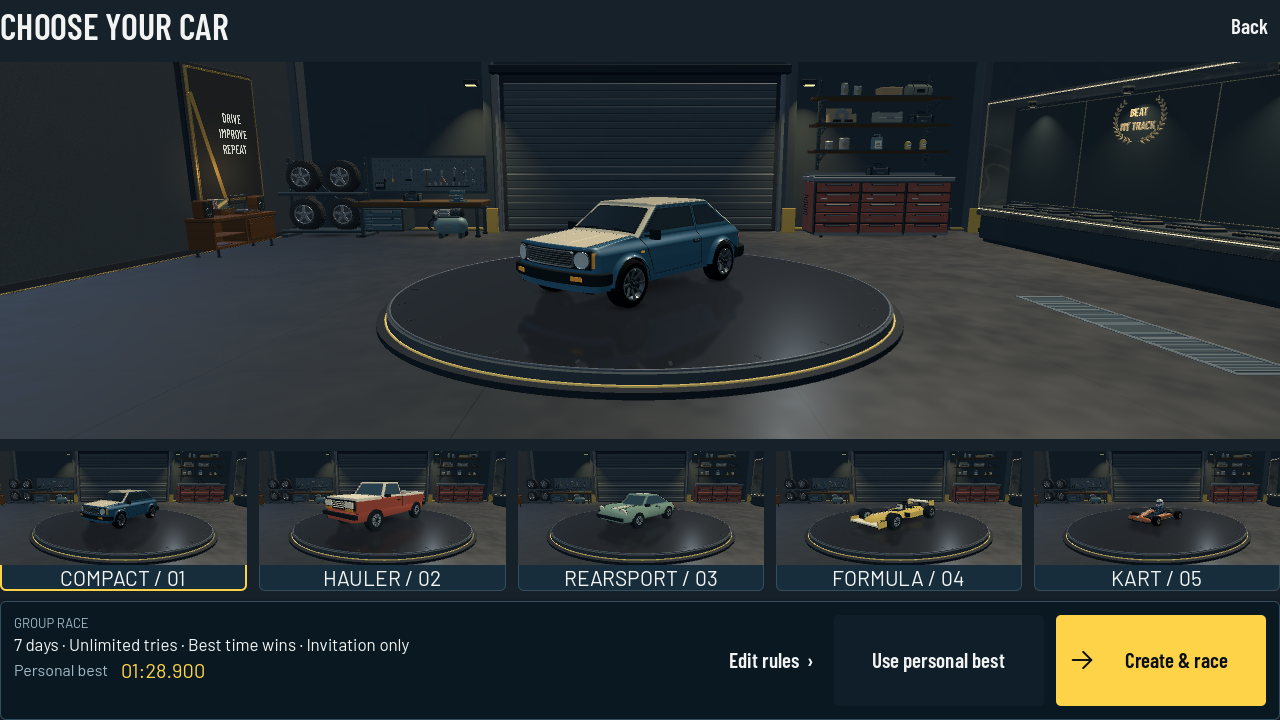 CHOOSE YOUR CAR
Back
DRIVE
IMPROVE
REPEAT
BEAT
MY TRACK
COMPACT / 01
HAULER / 02
REARSPORT / 03
FORMULA / 04
KART / 05
GROUP RACE
7 days · Unlimited tries · Best time wins · Invitation only
Personal best 01:28.900
Edit rules ›
Use personal best
Create & race